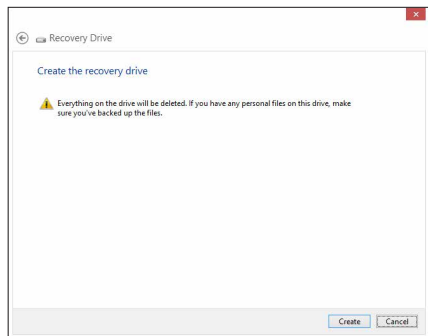 Recovery Drive
Create the recovery drive
Everything on the drive will be deleted. If you have any personal files on this drive, make
sure you've backed up the files.
Create Cancel